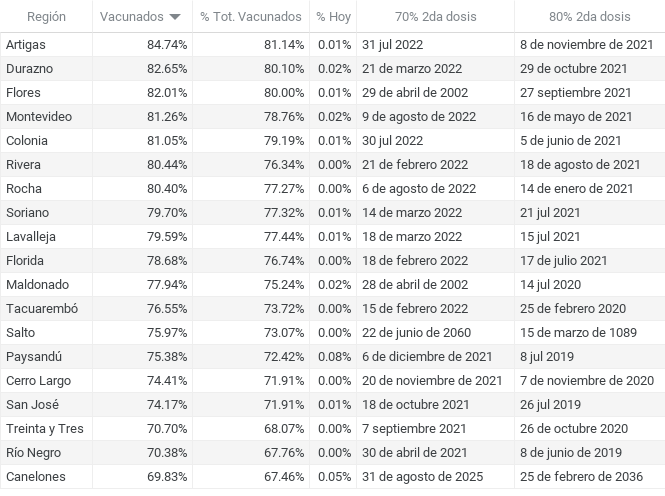 Región Vacunados % Tot. Vacunados % Hoy 70% 2da dosis 80% 2da dosis
Artigas 84.74% 81.14% 0.01% 31 jul 2022 8 de noviembre de 2021
Durazno 82.65% 80.10% 0.02% 21 de marzo 2022 29 de octubre 2021
Flores 82.01% 80.00% 0.01% 29 de abril de 2002 27 septiembre 2021
Montevideo 81.26% 78.76% 0.02% 9 de agosto de 2022 16 de mayo de 2021
Colonia 81.05% 79.19% 0.01% 30 jul 2022 5 de junio de 2021
Rivera 80.44% 76.34% 0.00% 21 de febrero 2022 18 de agosto de 2021
Rocha 80.40% 77.27% 0.00% 6 de agosto de 2022 14 de enero de 2021
Soriano 79.70% 77.32% 0.01% 14 de marzo 2022 21 jul 2021
Lavalleja 79.59% 77.44% 0.01% 18 de marzo 2022 15 jul 2021
Florida 78.68% 76.74% 0.00% 18 de febrero 2022 17 de julio 2021
Maldonado 77.94% 75.24% 0.02% 28 de abril de 2002 14 jul 2020
Tacuarembó 76.55% 73.72% 0.00% 15 de febrero 2022 25 de febrero 2020
Salto 75.97% 73.07% 0.00% 22 de junio de 2060 15 de marzo de 1089
Paysandú 75.38% 72.42% 0.08% 6 de diciembre de 2021 8 jul 2019
Cerro Largo 74.41% 71.91% 0.00% 20 de noviembre de 2021 7 de noviembre de 2020
San José 74.17% 71.91% 0.01% 18 de octubre 2021 26 jul 2019
Treinta y Tres 70.70% 68.07% 0.00% 7 septiembre 2021 26 de octubre 2020
Río Negro 70.38% 67.76% 0.00% 30 de abril de 2021 8 de junio de 2019
Canelones 69.83% 67.46% 0.05% 31 de agosto de 2025 25 de febrero de 2036